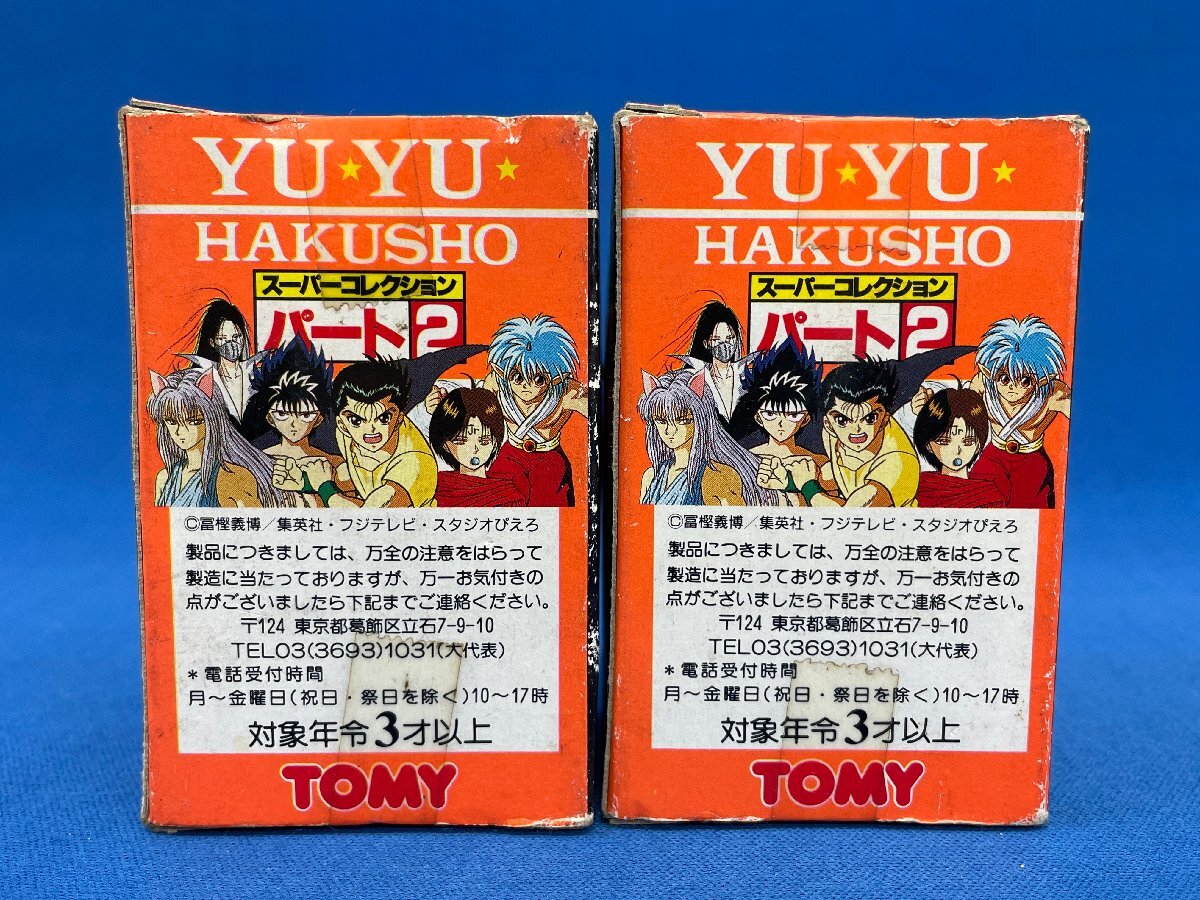 YU★YU★
HAKUSHO
スーパーコレクション
パート2
Jr
©冨樫義博／集英社・フジテレビ・スタジオぴえろ
製品につきましては、万全の注意をはらって
製造に当たっておりますが、万一お気付きの
点がございましたら下記までご連絡ください。
〒124 東京都葛飾区立石7-9-10
TEL03(3693)1031(大代表)
*電話受付時間
月〜金曜日(祝日・祭日を除く)10〜17時
対象年令3才以上
TOMY
YU★YU★
HAKUSHO
スーパーコレクション
パート2
Jr
©冨樫義博／集英社・フジテレビ・スタジオぴえろ
製品につきましては、万全の注意をはらって
製造に当たっておりますが、万一お気付きの
点がございましたら下記までご連絡ください。
〒124 東京都葛飾区立石7-9-10
TEL03(3693)1031(大代表)
*電話受付時間
月〜金曜日(祝日・祭日を除く)10〜17時
対象年令3才以上
TOMY